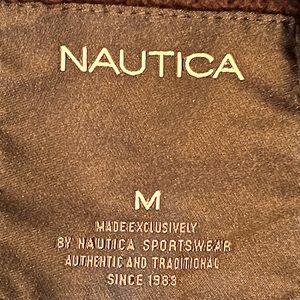 NAUTICA
M
MADE EXCLUSIVELY
BY NAUTICA SPORTSWEAR
AUTHENTIC AND TRADITIONAL
SINCE 1983